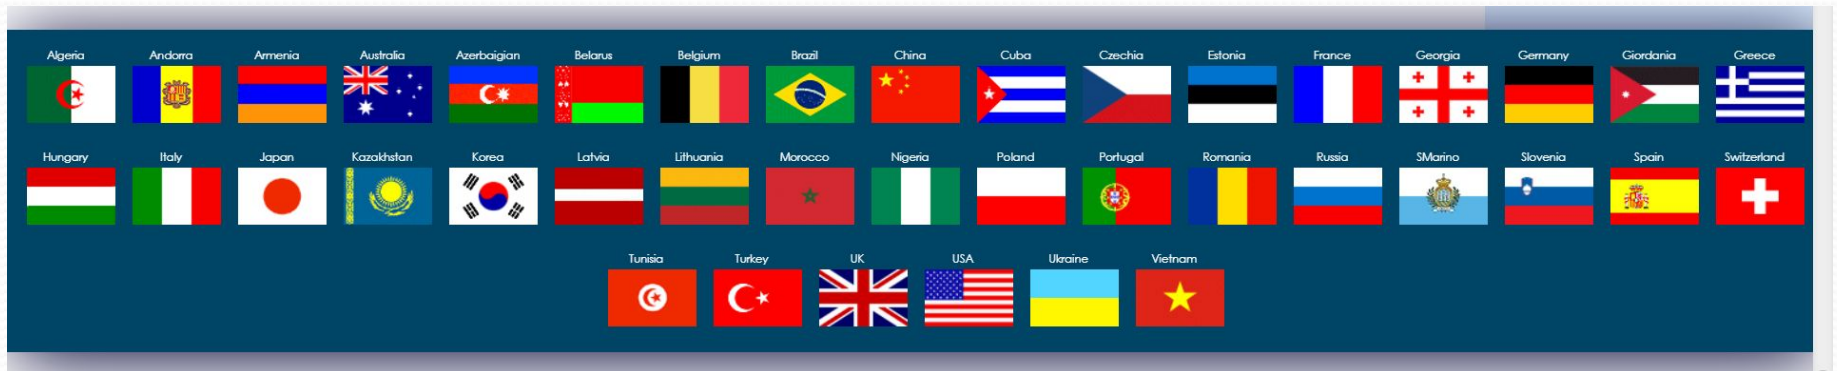 Algeria Andorra Armenia Australia Azerbaigian Belarus Belgium Brazil China Cuba Czechia Estonia France Georgia Germany Giordania Greece
Hungary Italy Japan Kazakhstan Korea Latvia Lithuania Morocco Nigeria Poland Portugal Romania Russia SMarino Slovenia Spain Switzerland
Tunisia Turkey UK USA Ukraine Vietnam